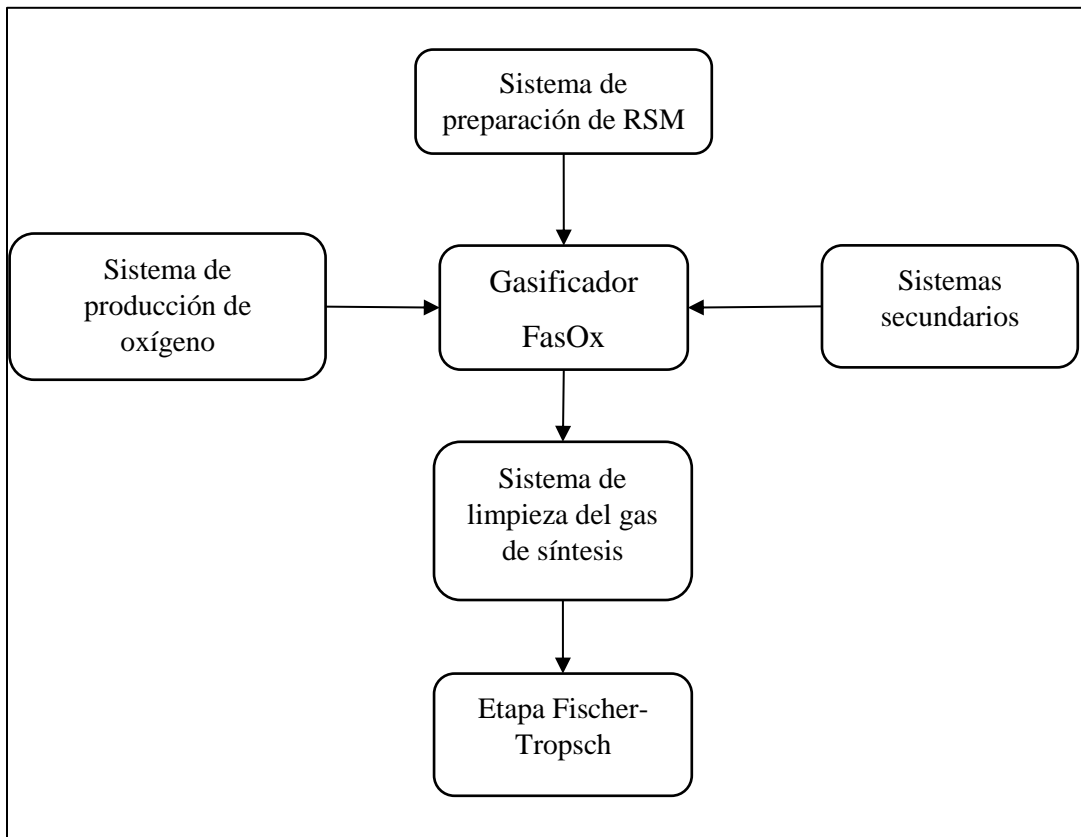 Sistema de
preparación de RSM
Sistema de
producción de
oxígeno
Gasificador
FasOx
Sistemas
secundarios
Sistema de
limpieza del gas
de síntesis
Etapa Fischer-
Tropsch